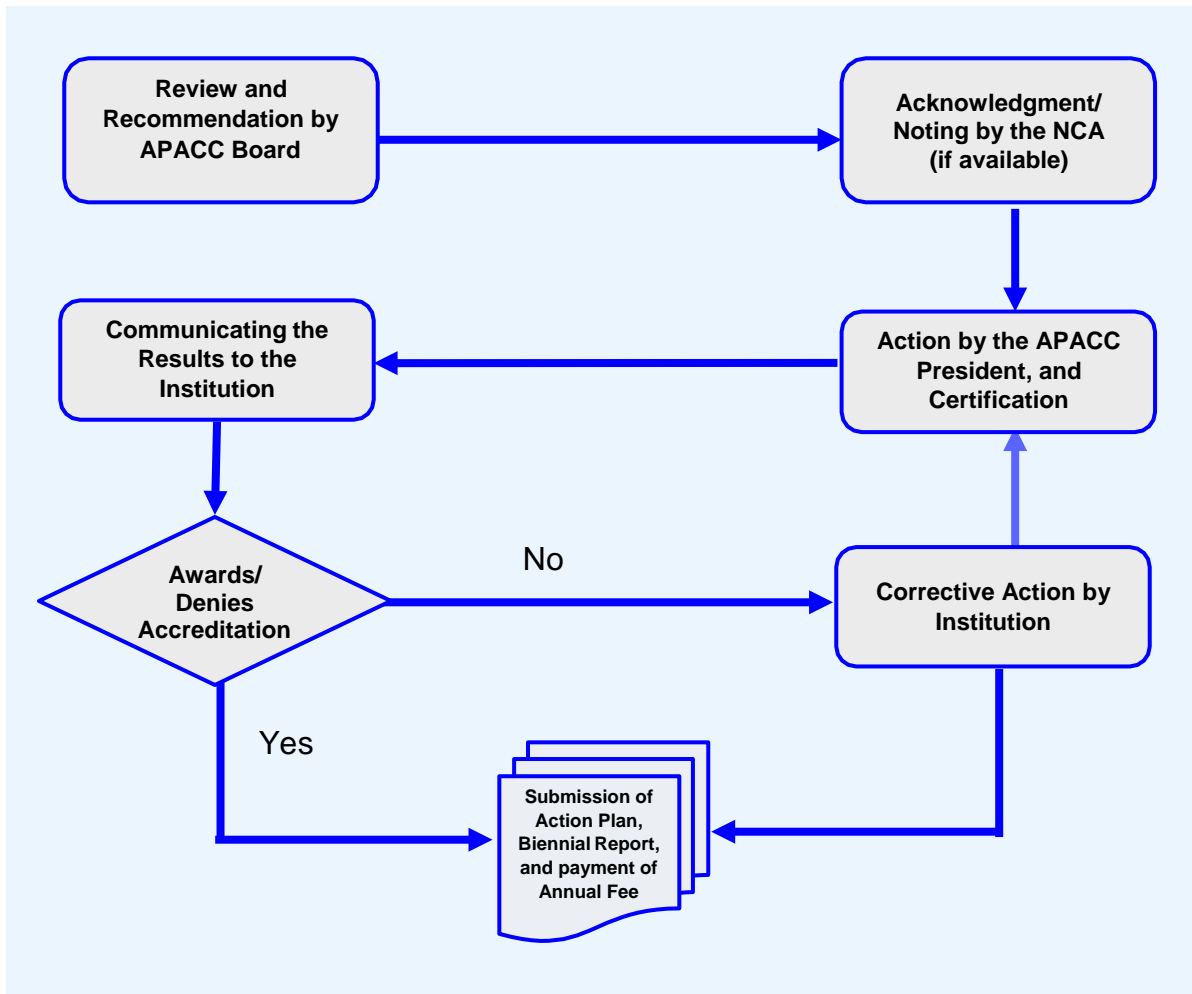 Review and
Recommendation by
APACC Board
Acknowledgment/
Noting by the NCA
(if available)
Action by the APACC
President, and
Certification
Communicating the
Results to the
Institution
Awards/
Denies
Accreditation
No
Corrective Action by
Institution
Yes
Submission of
Action Plan,
Biennial Report,
and payment of
Annual Fee